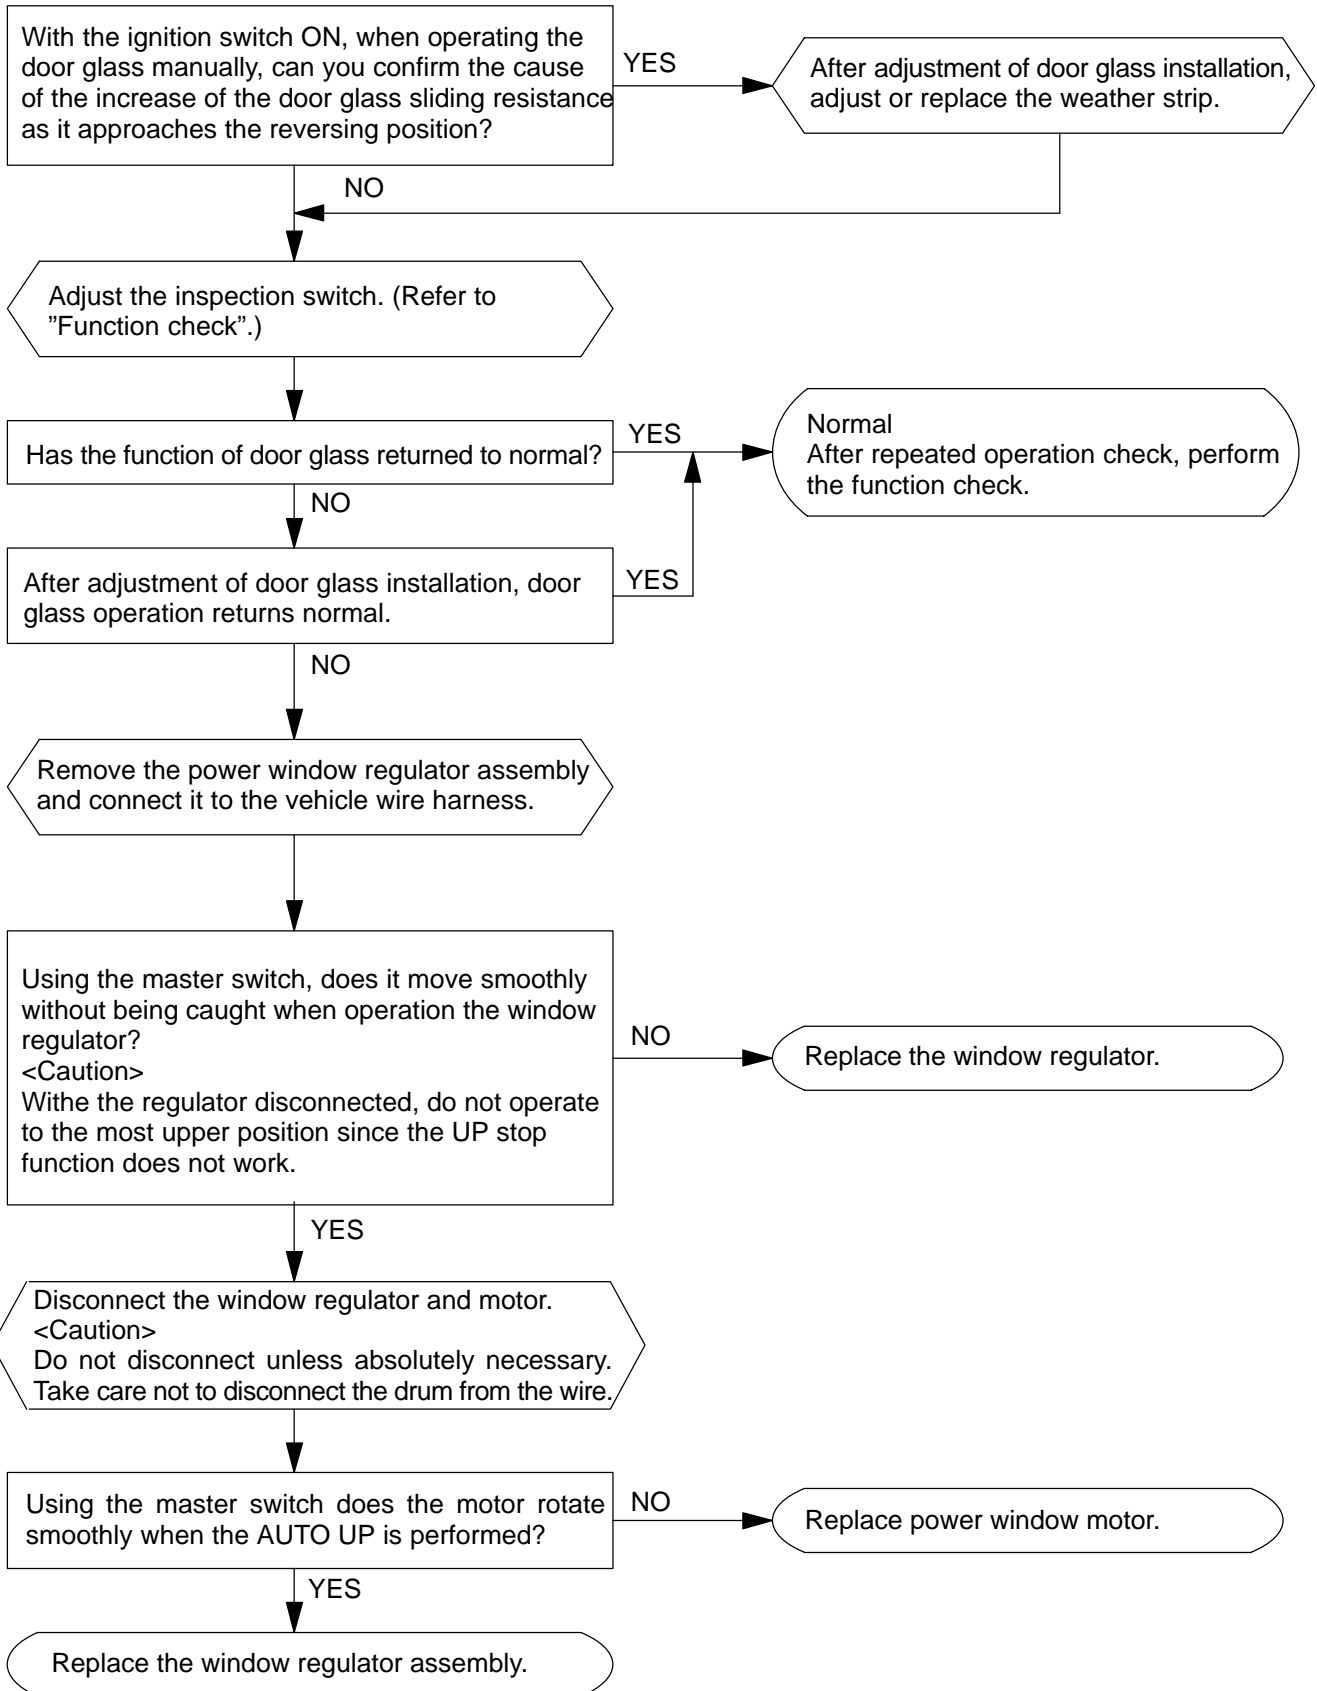 With the ignition switch ON, when operating the
door glass manually, can you confirm the cause
of the increase of the door glass sliding resistance
as it approaches the reversing position?
YES
After adjustment of door glass installation,
adjust or replace the weather strip.
NO
Adjust the inspection switch. (Refer to
”Function check”.)
Has the function of door glass returned to normal?
YES
Normal
After repeated operation check, perform
the function check.
NO
After adjustment of door glass installation, door
glass operation returns normal.
YES
NO
Remove the power window regulator assembly
and connect it to the vehicle wire harness.
Using the master switch, does it move smoothly
without being caught when operation the window
regulator?
<Caution>
Withe the regulator disconnected, do not operate
to the most upper position since the UP stop
function does not work.
NO
Replace the window regulator.
YES
Disconnect the window regulator and motor.
<Caution>
Do not disconnect unless absolutely necessary.
Take care not to disconnect the drum from the wire.
Using the master switch does the motor rotate
smoothly when the AUTO UP is performed?
NO
Replace power window motor.
YES
Replace the window regulator assembly.